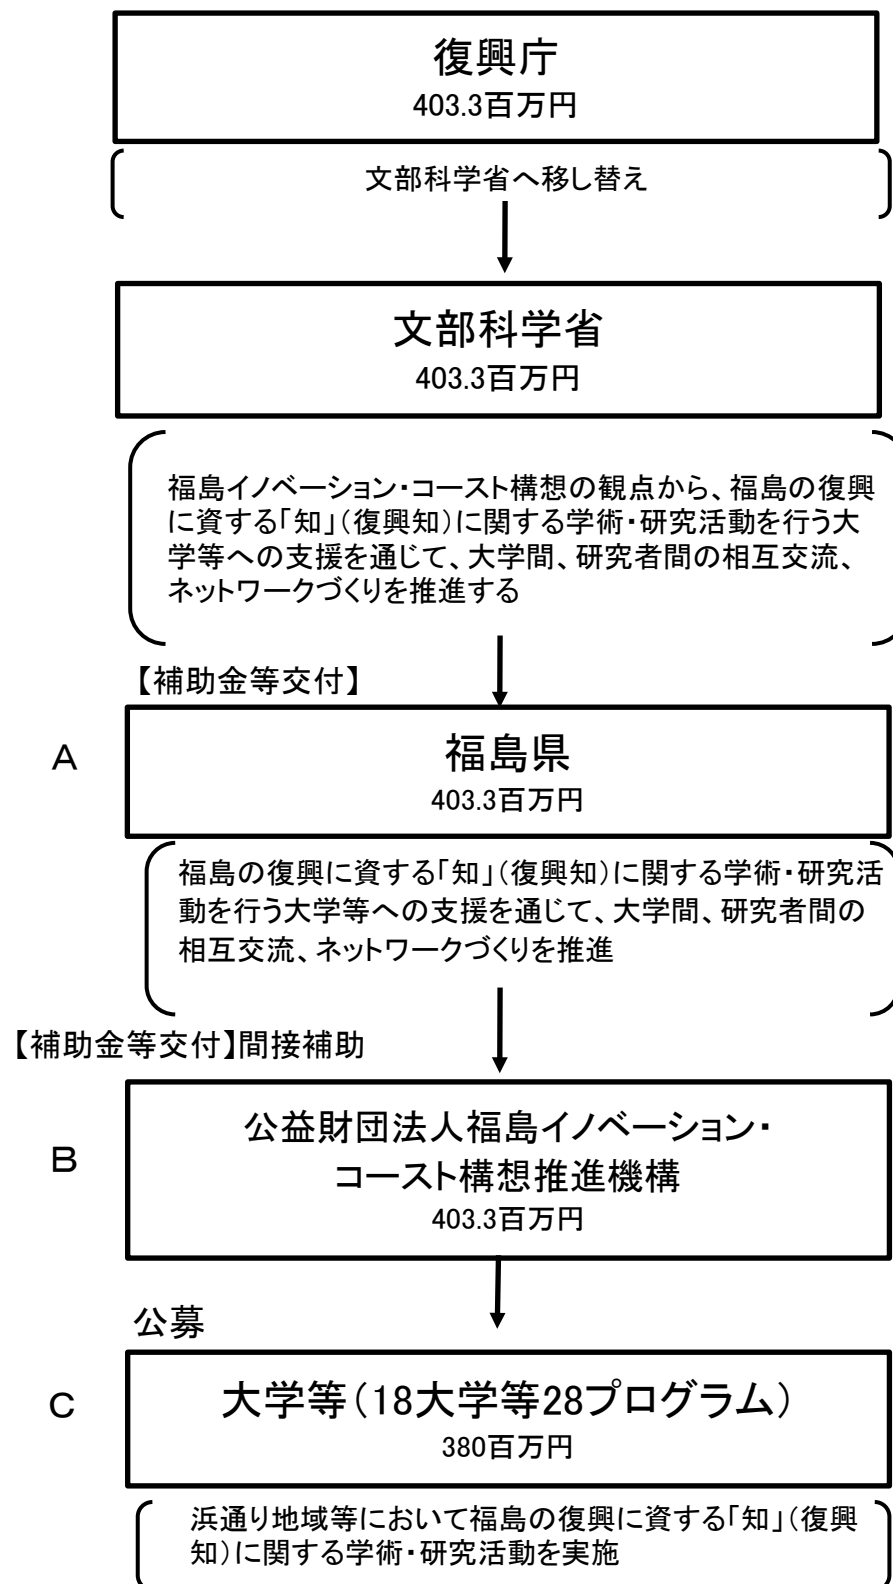 復興庁
403.3百万円
文部科学省へ移し替え
文部科学省
403.3百万円
福島イノベーション・コースト構想の観点から、福島の復興
に資する「知」（復興知）に関する学術・研究活動を行う大
学等への支援を通じて、大学間、研究者間の相互交流、
ネットワークづくりを推進する
【補助金等交付】
A
福島県
403.3百万円
福島の復興に資する「知」（復興知）に関する学術・研究活
動を行う大学等への支援を通じて、大学間、研究者間の
相互交流、ネットワークづくりを推進
【補助金等交付】間接補助
B
公益財団法人福島イノベーション・
コースト構想推進機構
403.3百万円
公募
C
大学等（18大学等28プログラム）
380百万円
浜通り地域等において福島の復興に資する「知」（復興
知）に関する学術・研究活動を実施